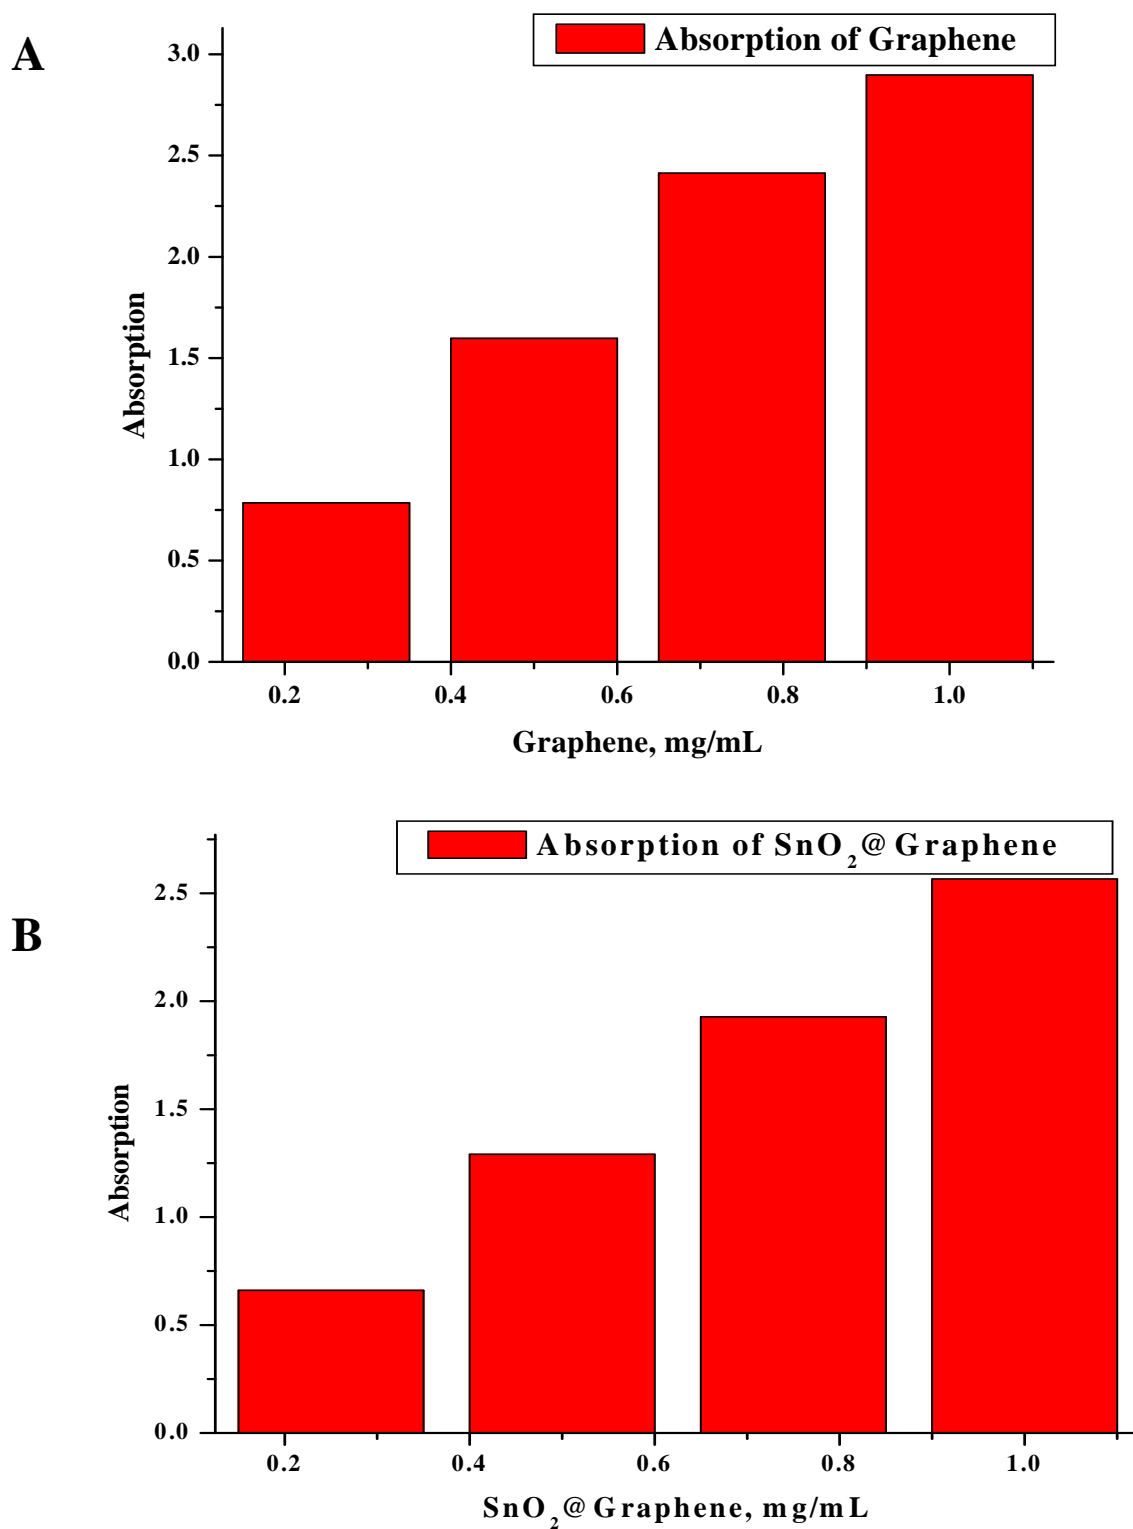 A
Absorption of Graphene
3.0
2.5
2.0
1.5
1.0
0.5
0.0
Absorption
0.2 0.4 0.6 0.8 1.0
Graphene, mg/mL
B
Absorption of SnO2@Graphene
2.5
2.0
1.5
1.0
0.5
0.0
Absorption
0.2 0.4 0.6 0.8 1.0
SnO2@Graphene, mg/mL